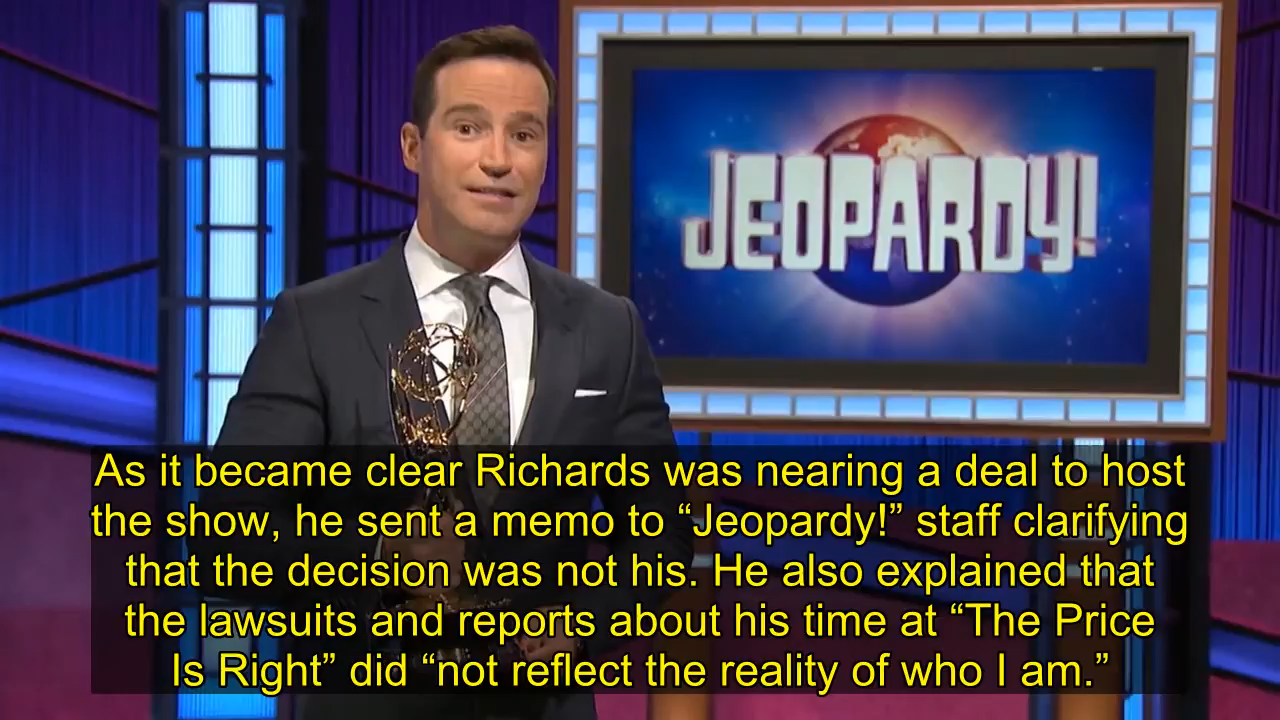 JEOPARDY!
As it became clear Richards was nearing a deal to host
the show, he sent a memo to “Jeopardy!” staff clarifying
that the decision was not his. He also explained that
the lawsuits and reports about his time at “The Price
Is Right” did “not reflect the reality of who I am.”